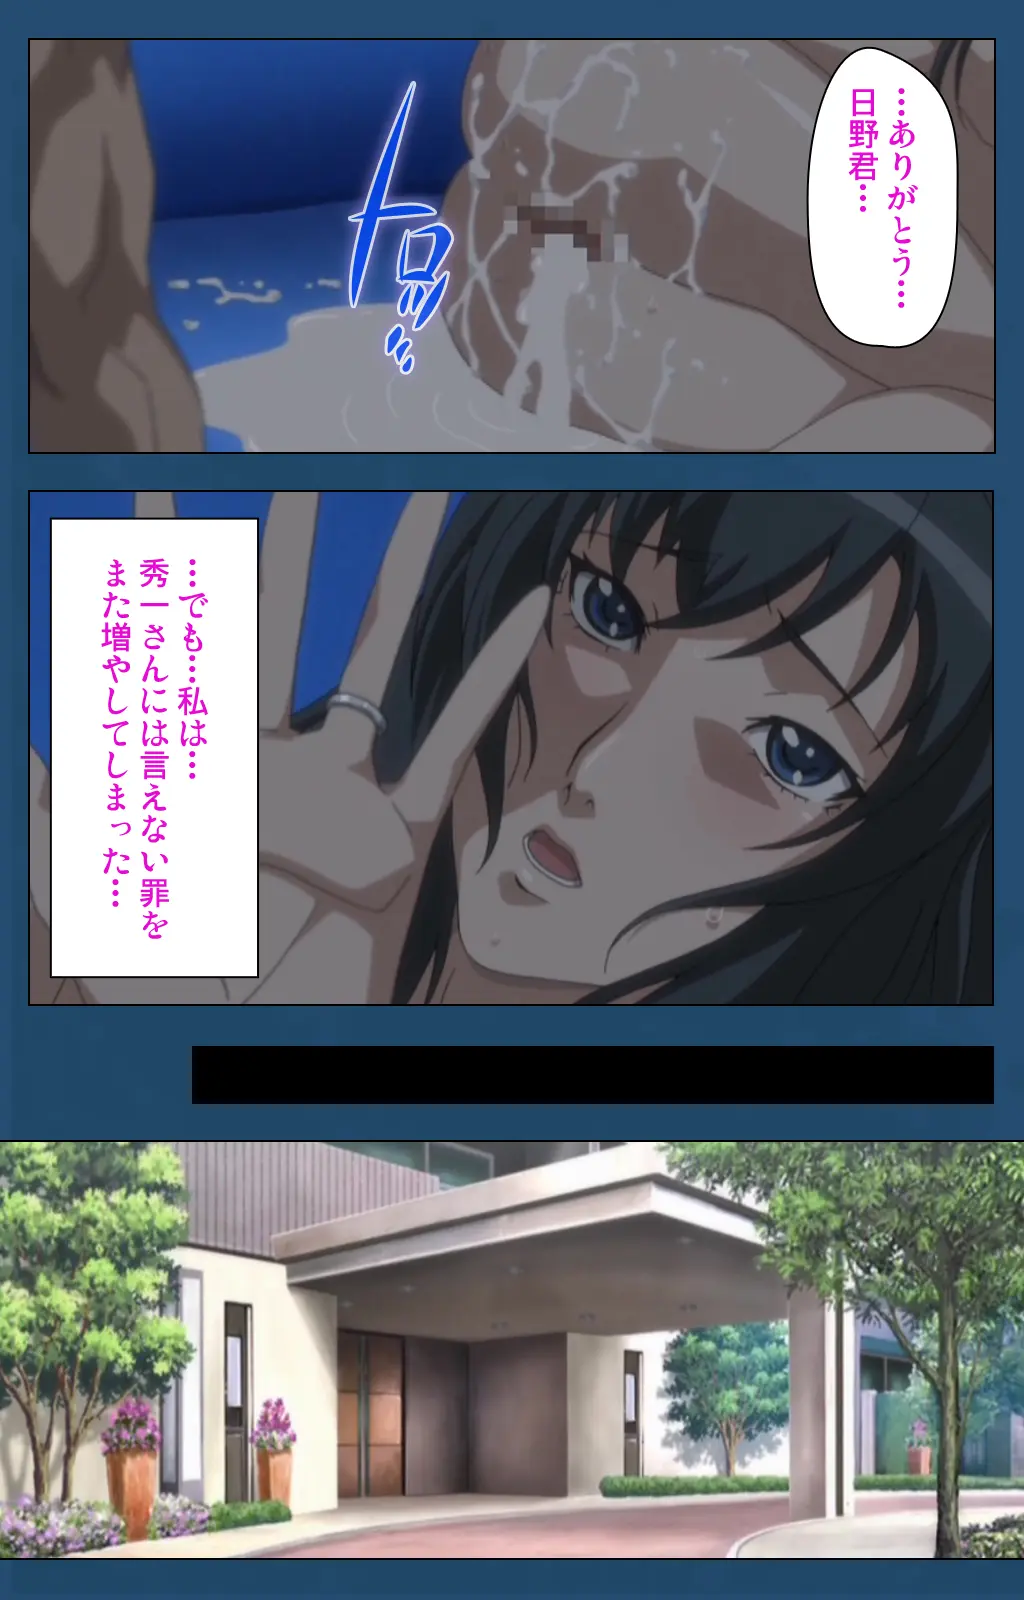 …ありがとう…
日野君…
トロッ…
…でも…私は…
秀一さんには言えない罪を
また増やしてしまった…